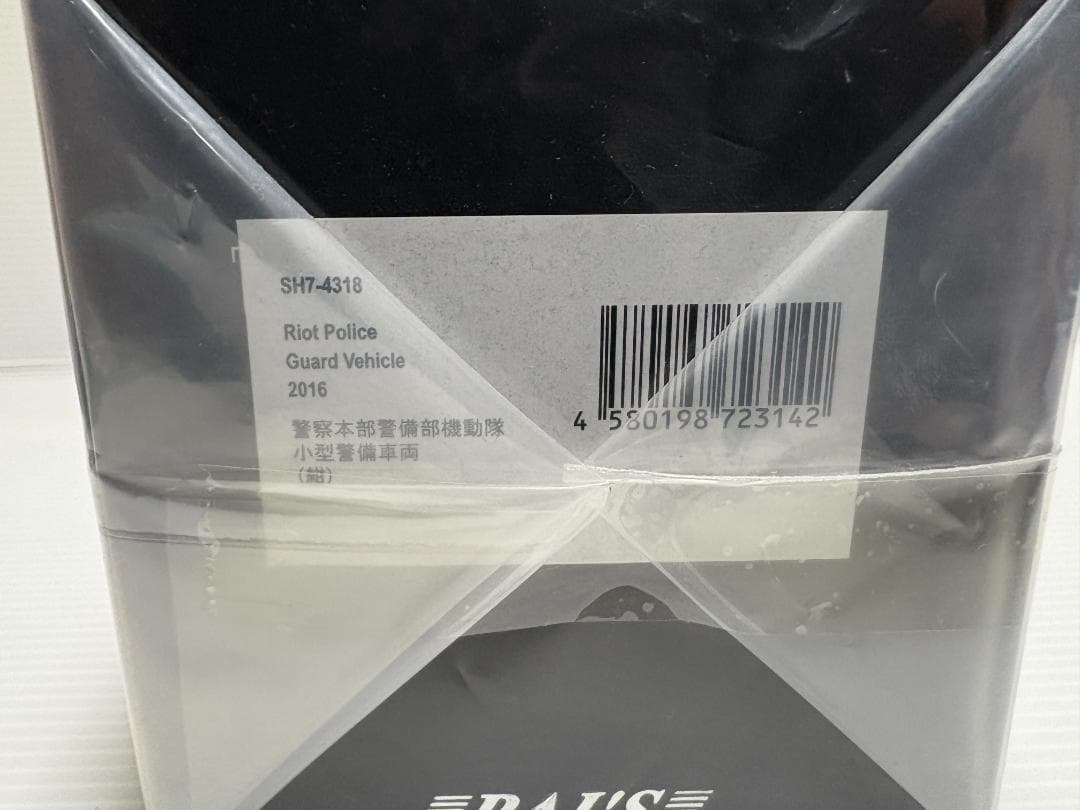 SH7-4318
Riot Police
Guard Vehicle
2016
警察本部警備部機動隊
小型警備車両
（紺）
4 580198 723142
RAI'S